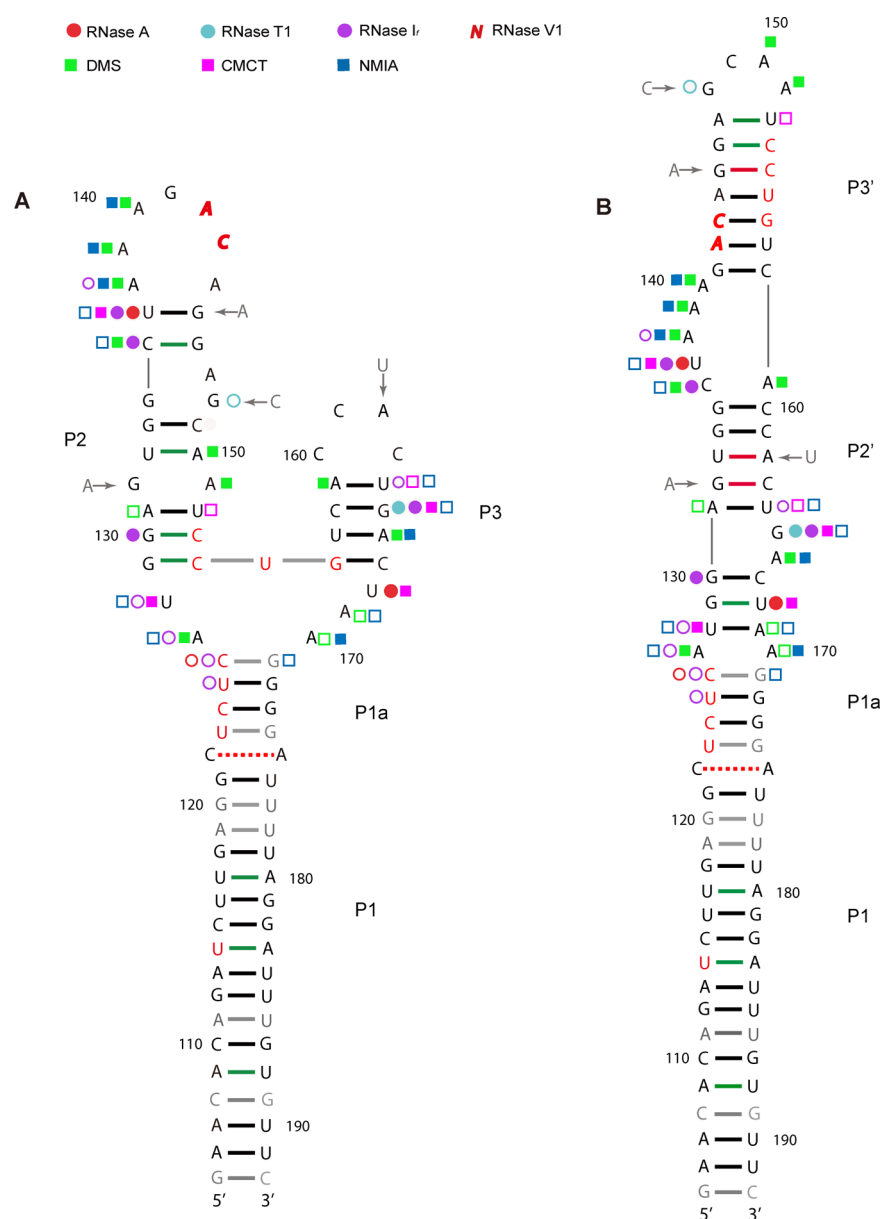 RNase A RNase T1 RNase If N RNase V1
DMS CMCT NMIA
A
140 A G A
A C
A A
U G A
C G
A U
G G C C A
P2 G C C C
U A 150 160 C
A G A A U P3
A U C G
130 G C U A
G C U G C
U U
A A
A 170
C G
U G
C G P1a
U G
C A
G U
120 G U
A U
G U
U A 180
U G P1
C G
U A
A U
G U
A U
110 C G
A U
C G
A U 190
A U
G C
5′ 3′
B
150
C A
C G A
A U
G C
A G C P3'
A U
C G
A U
G C
140 A
A
A
U
C A
G C 160
G C
U A U P2'
A G C
A U
G
A
130 G C
G U
U A
A A 170
C G
U G P1a
C G
U G
C A
G U
120 G U
A U
G U
U A 180
U G P1
C G
U A
A U
G U
A U
110 C G
A U
C G
A U 190
A U
G C
5′ 3′